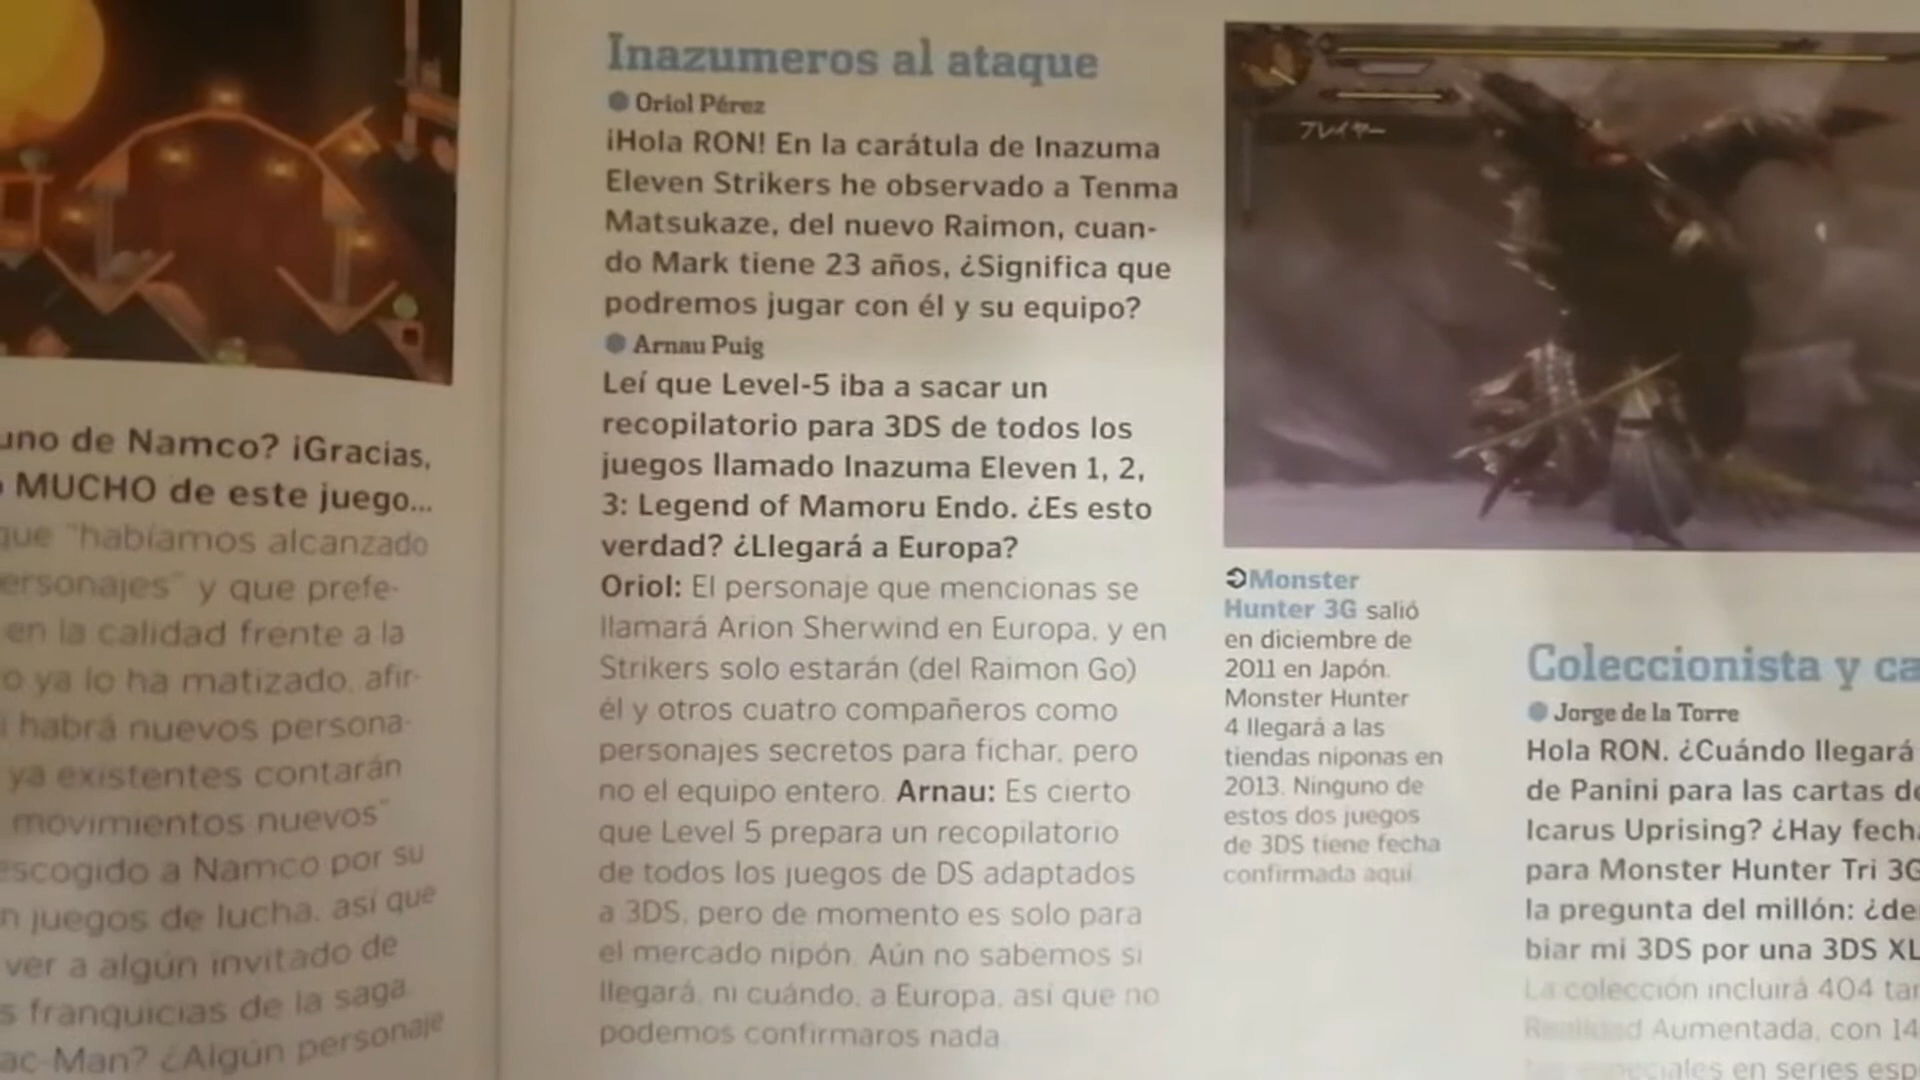 uno de Namco? ¡Gracias,
MUCHO de este juego...
que "habíamos alcanzado
personajes" y que prefe-
en la calidad frente a la
o ya lo ha matizado, afir-
i habrá nuevos persona-
ya existentes contarán
movimientos nuevos"
escogido a Namco por su
n juegos de lucha, así que
ver a algún invitado de
s franquicias de la saga
ac-Man? ¿Algún personaje
Inazumeros al ataque
Oriol Pérez
¡Hola RON! En la carátula de Inazuma
Eleven Strikers he observado a Tenma
Matsukaze, del nuevo Raimon, cuan-
do Mark tiene 23 años, ¿Significa que
podremos jugar con él y su equipo?
Arnau Puig
Leí que Level-5 iba a sacar un
recopilatorio para 3DS de todos los
juegos llamado Inazuma Eleven 1, 2,
3: Legend of Mamoru Endo. ¿Es esto
verdad? ¿Llegará a Europa?
Oriol: El personaje que mencionas se
llamará Arion Sherwind en Europa, y en
Strikers solo estarán (del Raimon Go)
él y otros cuatro compañeros como
personajes secretos para fichar, pero
no el equipo entero. Arnau: Es cierto
que Level 5 prepara un recopilatorio
de todos los juegos de DS adaptados
a 3DS, pero de momento es solo para
el mercado nipón. Aún no sabemos si
llegará, ni cuándo, a Europa, así que no
podemos confirmaros nada
プレイヤー
Monster
Hunter 3G salió
en diciembre de
2011 en Japón.
Monster Hunter
4 llegará a las
tiendas niponas en
2013. Ninguno de
estos dos juegos
de 3DS tiene fecha
confirmada aquí.
Coleccionista y ca
Jorge de la Torre
Hola RON. ¿Cuándo llegará
de Panini para las cartas de
Icarus Uprising? ¿Hay fecha
para Monster Hunter Tri 3G
la pregunta del millón: ¿de
biar mi 3DS por una 3DS XL
La colección incluirá 404 tar
Realidad Aumentada, con 14
especiales en series esp